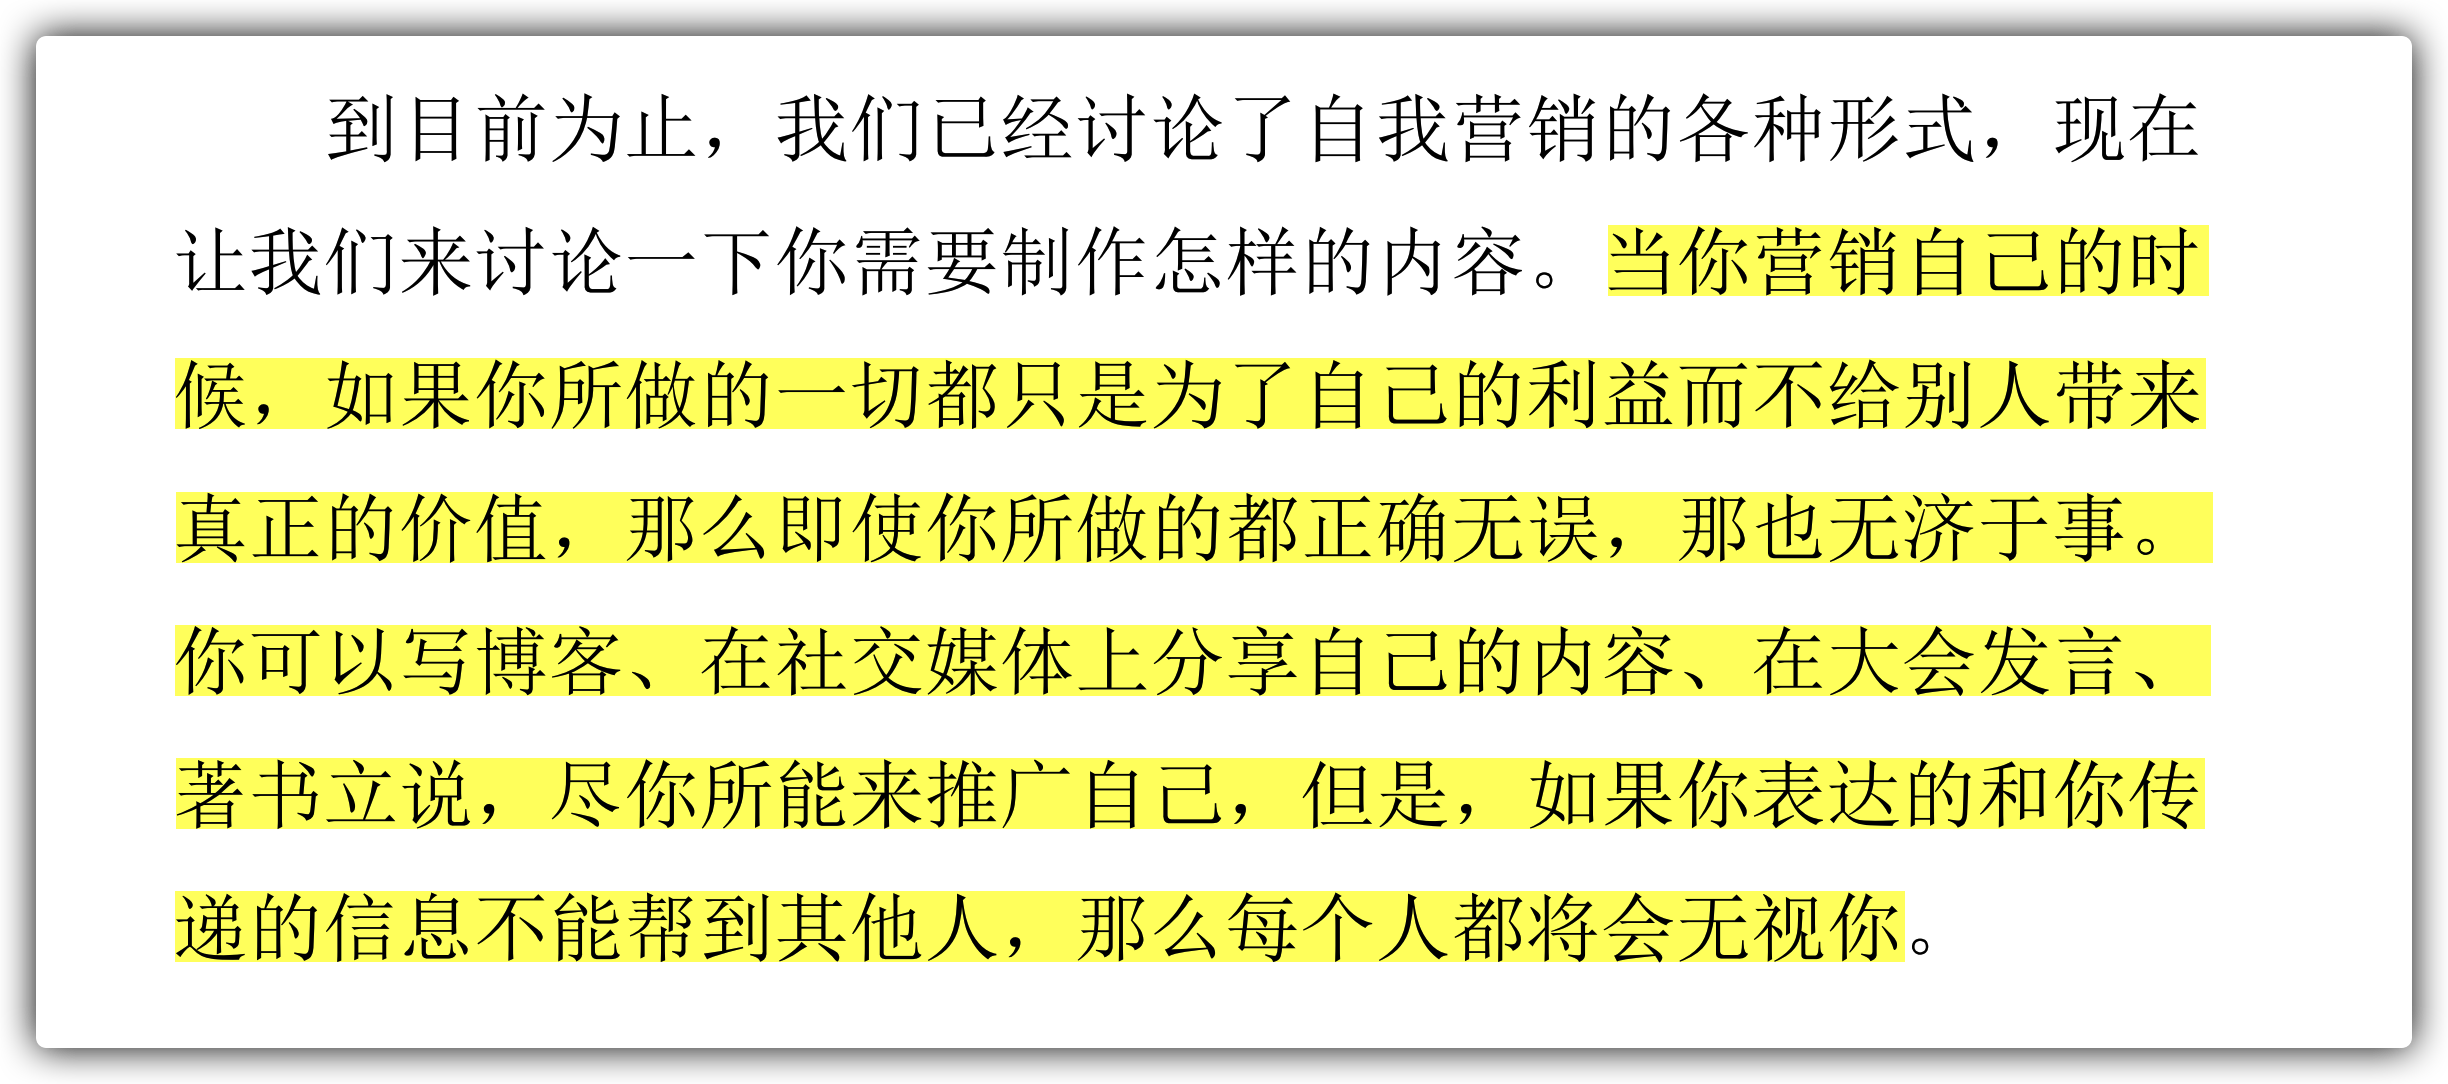 到目前为止，我们已经讨论了自我营销的各种形式，现在
让我们来讨论一下你需要制作怎样的内容。当你营销自己的时
候，如果你所做的一切都只是为了自己的利益而不给别人带来
真正的价值，那么即使你所做的都正确无误，那也无济于事。
你可以写博客、在社交媒体上分享自己的内容、在大会发言、
著书立说，尽你所能来推广自己，但是，如果你表达的和你传
递的信息不能帮到其他人，那么每个人都将会无视你。